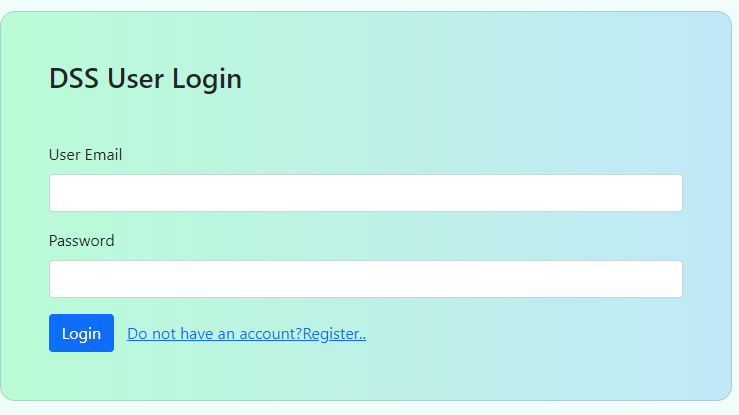 DSS User Login
User Email
Password
Login Do not have an account?Register..